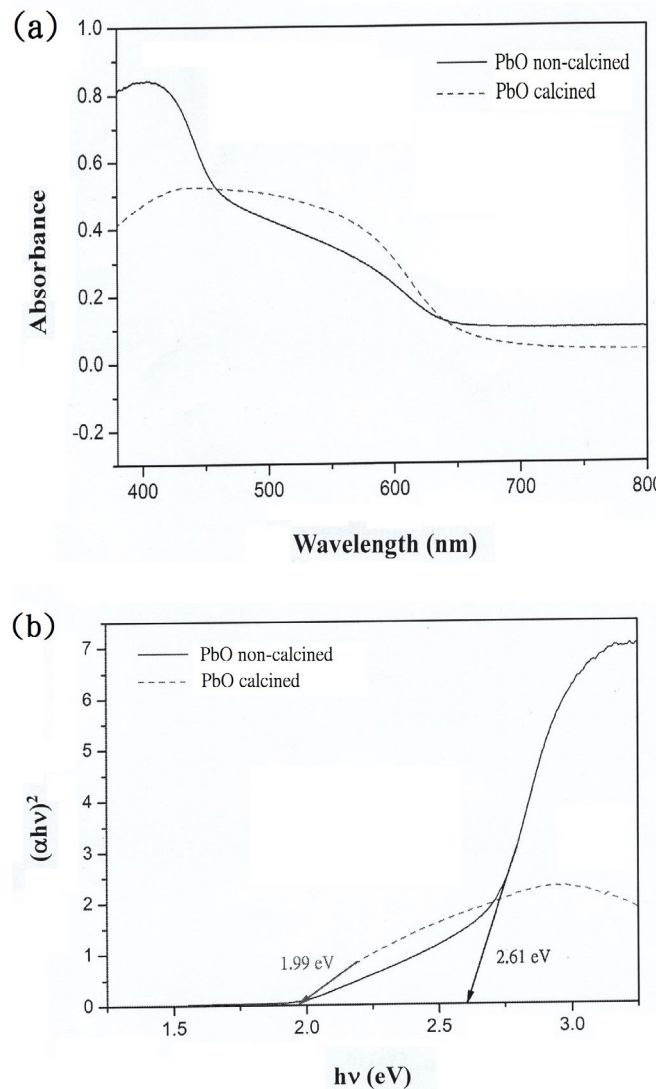 (a)
1.0
0.8
0.6
0.4
0.2
0.0
-0.2
Absorbance
PbO non-calcined
PbO calcined
400 500 600 700 800
Wavelength (nm)
(b)
7
6
5
4
3
2
1
0
(αhν)²
PbO non-calcined
PbO calcined
1.99 eV
2.61 eV
1.5 2.0 2.5 3.0
hν (eV)